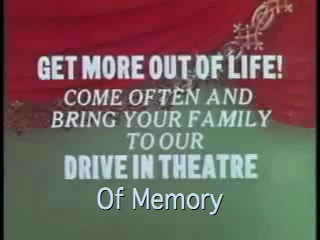 GET MORE OUT OF LIFE!
COME OFTEN AND
BRING YOUR FAMILY
TO OUR
DRIVE IN THEATRE
Of Memory